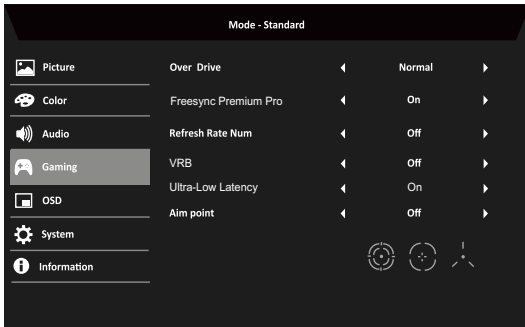 Mode - Standard
Picture
Over Drive Normal
Color
Freesync Premium Pro On
Audio
Refresh Rate Num Off
Gaming
VRB Off
Ultra-Low Latency On
OSD
Aim point Off
System
Information